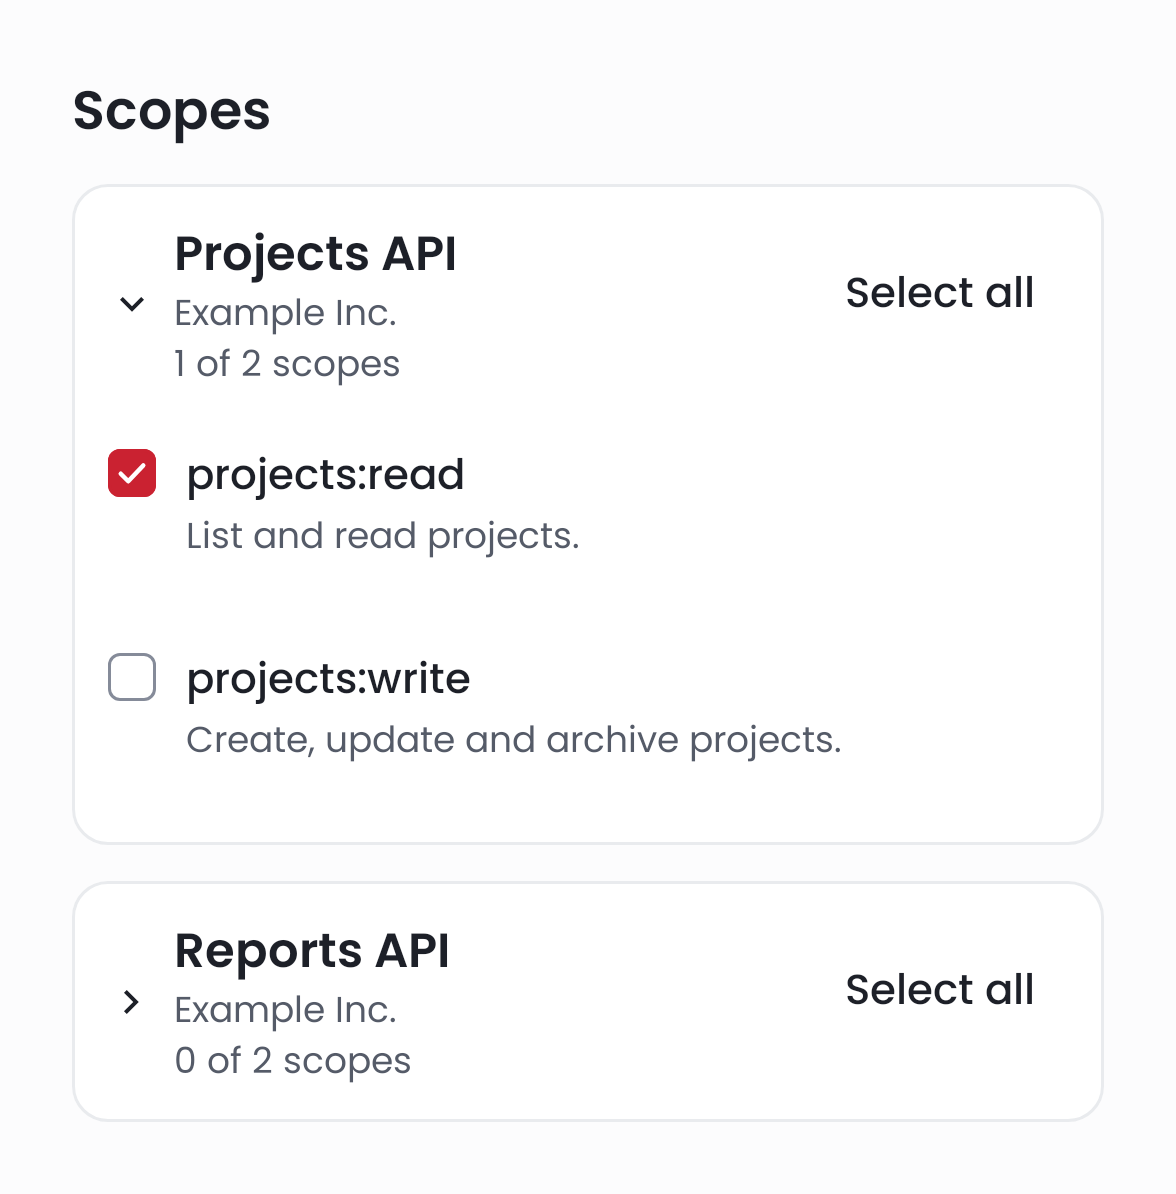 Scopes
Projects API
Example Inc.
1 of 2 scopes
Select all
projects:read
List and read projects.
projects:write
Create, update and archive projects.
Reports API
Example Inc.
0 of 2 scopes
Select all